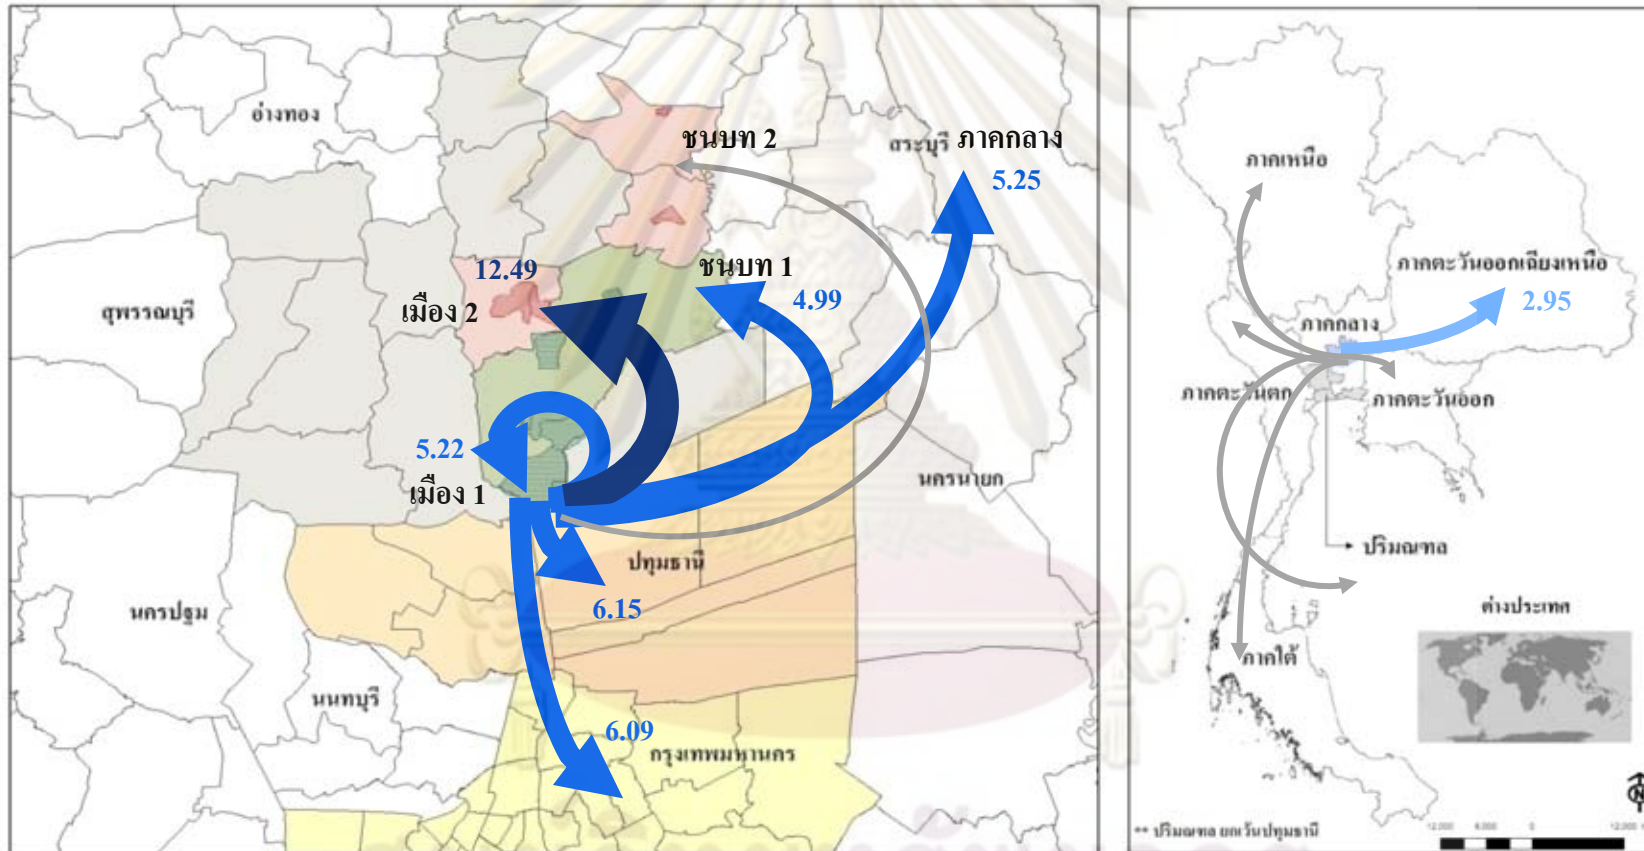 อ่างทอง
ชนบท 2
สระบุรี ภาคกลาง
5.25
12.49
ชนบท 1
4.99
สุพรรณบุรี
เมือง 2
5.22
เมือง 1
นครนายก
ปทุมธานี
6.15
นครปฐม
นนทบุรี
6.09
กรุงเทพมหานคร
ภาคเหนือ
ภาคตะวันออกเฉียงเหนือ
2.95
ภาคกลาง
ภาคตะวันตก
ภาคตะวันออก
ปริมณฑล
ต่างประเทศ
ภาคใต้
N
** ปริมณฑล ยกเว้นปทุมธานี